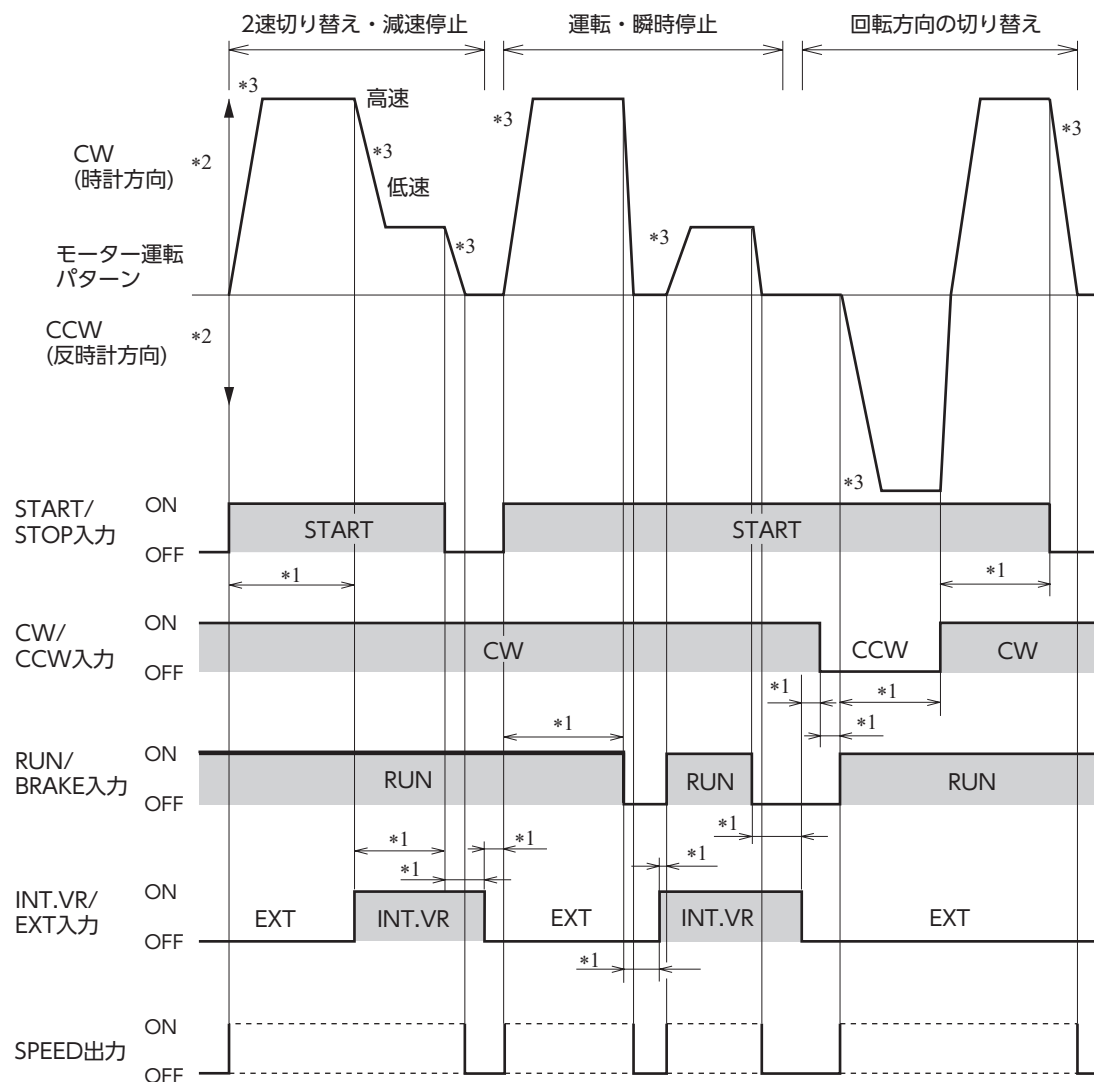 2速切り替え・減速停止
運転・瞬時停止
回転方向の切り替え
*3
高速
*3
*3
CW
(時計方向)
*2
*3
低速
モーター運転
パターン
*3
*3
CCW
(反時計方向)
*2
*3
START/
STOP入力
ON
OFF
START
START
*1
*1
CW/
CCW入力
ON
OFF
CW
CCW
CW
*1
*1
*1
*1
RUN/
BRAKE入力
ON
OFF
RUN
RUN
RUN
*1
*1
*1
*1
*1
INT.VR/
EXT入力
ON
OFF
EXT
INT.VR
EXT
INT.VR
EXT
*1
SPEED出力
ON
OFF